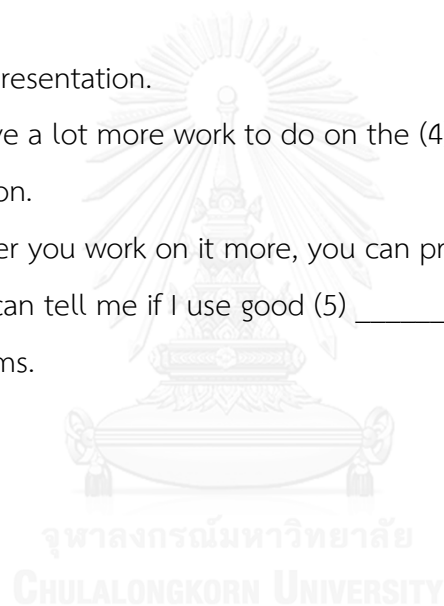 resentation.
ve a lot more work to do on the (4
on.
er you work on it more, you can pr
can tell me if I use good (5) ________
ms.
จุฬาลงกรณ์มหาวิทยาลัย
CHULALONGKORN UNIVERSITY